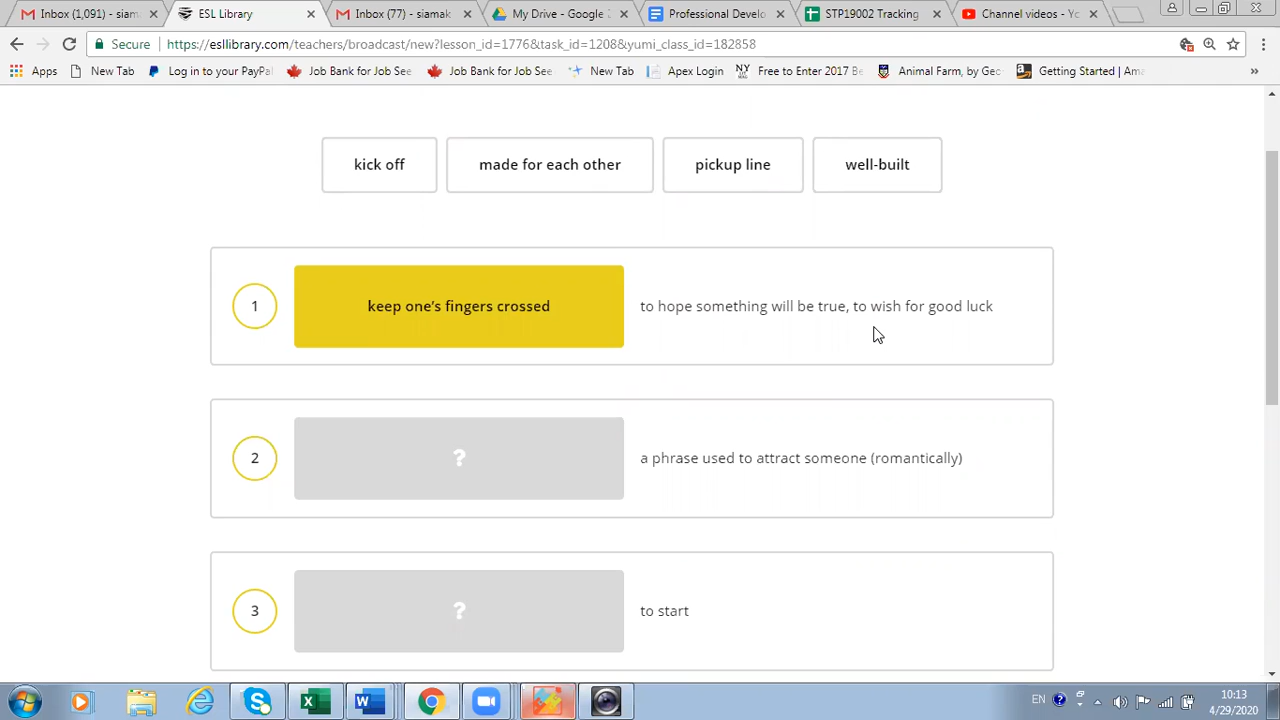 Inbox (1,091) - siam
ESL Library
Inbox (77) - siamak
My Drive - Google
Professional Develo
STP19002 Tracking
Channel videos - Yo
Secure
https://esllibrary.com/teachers/broadcast/new?lesson_id=1776&task_id=1208&yumi_class_id=182858
Apps
New Tab
Log in to your PayPal
Job Bank for Job See
Job Bank for Job See
New Tab
Apex Login
NY
Free to Enter 2017 Be
Animal Farm, by Geo
Getting Started | Ama
»
kick off
made for each other
pickup line
well-built
1
keep one’s fingers crossed
to hope something will be true, to wish for good luck
2
?
a phrase used to attract someone (romantically)
3
?
to start
EN
10:13
4/29/2020